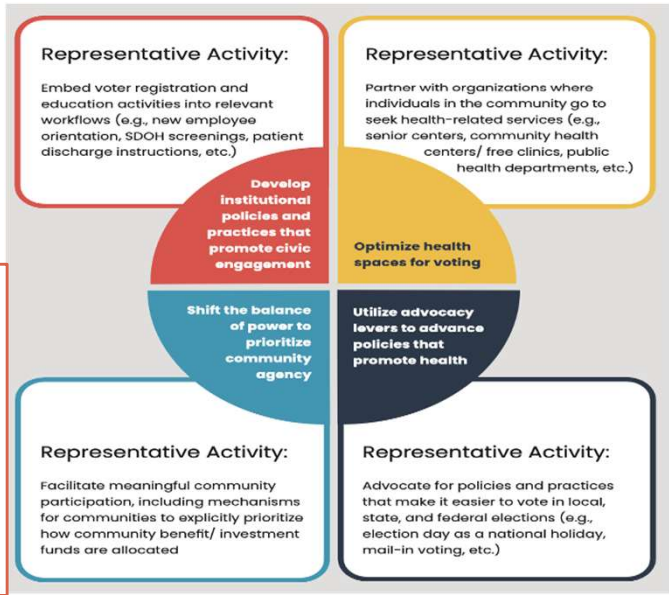 Representative Activity:
Embed voter registration and
education activities into relevant
workflows (e.g., new employee
orientation, SDOH screenings, patient
discharge instructions, etc.)
Representative Activity:
Partner with organizations where
individuals in the community go to
seek health-related services (e.g.,
senior centers, community health
centers/ free clinics, public
health departments, etc.)
Develop
institutional
policies and
practices that
promote civic
engagement
Optimize health
spaces for voting
Shift the balance
of power to
prioritize
community
agency
Utilize advocacy
levers to advance
policies that
promote health
Representative Activity:
Facilitate meaningful community
participation, including mechanisms
for communities to explicitly prioritize
how community benefit/ investment
funds are allocated
Representative Activity:
Advocate for policies and practices
that make it easier to vote in local,
state, and federal elections (e.g.,
election day as a national holiday,
mail-in voting, etc.)